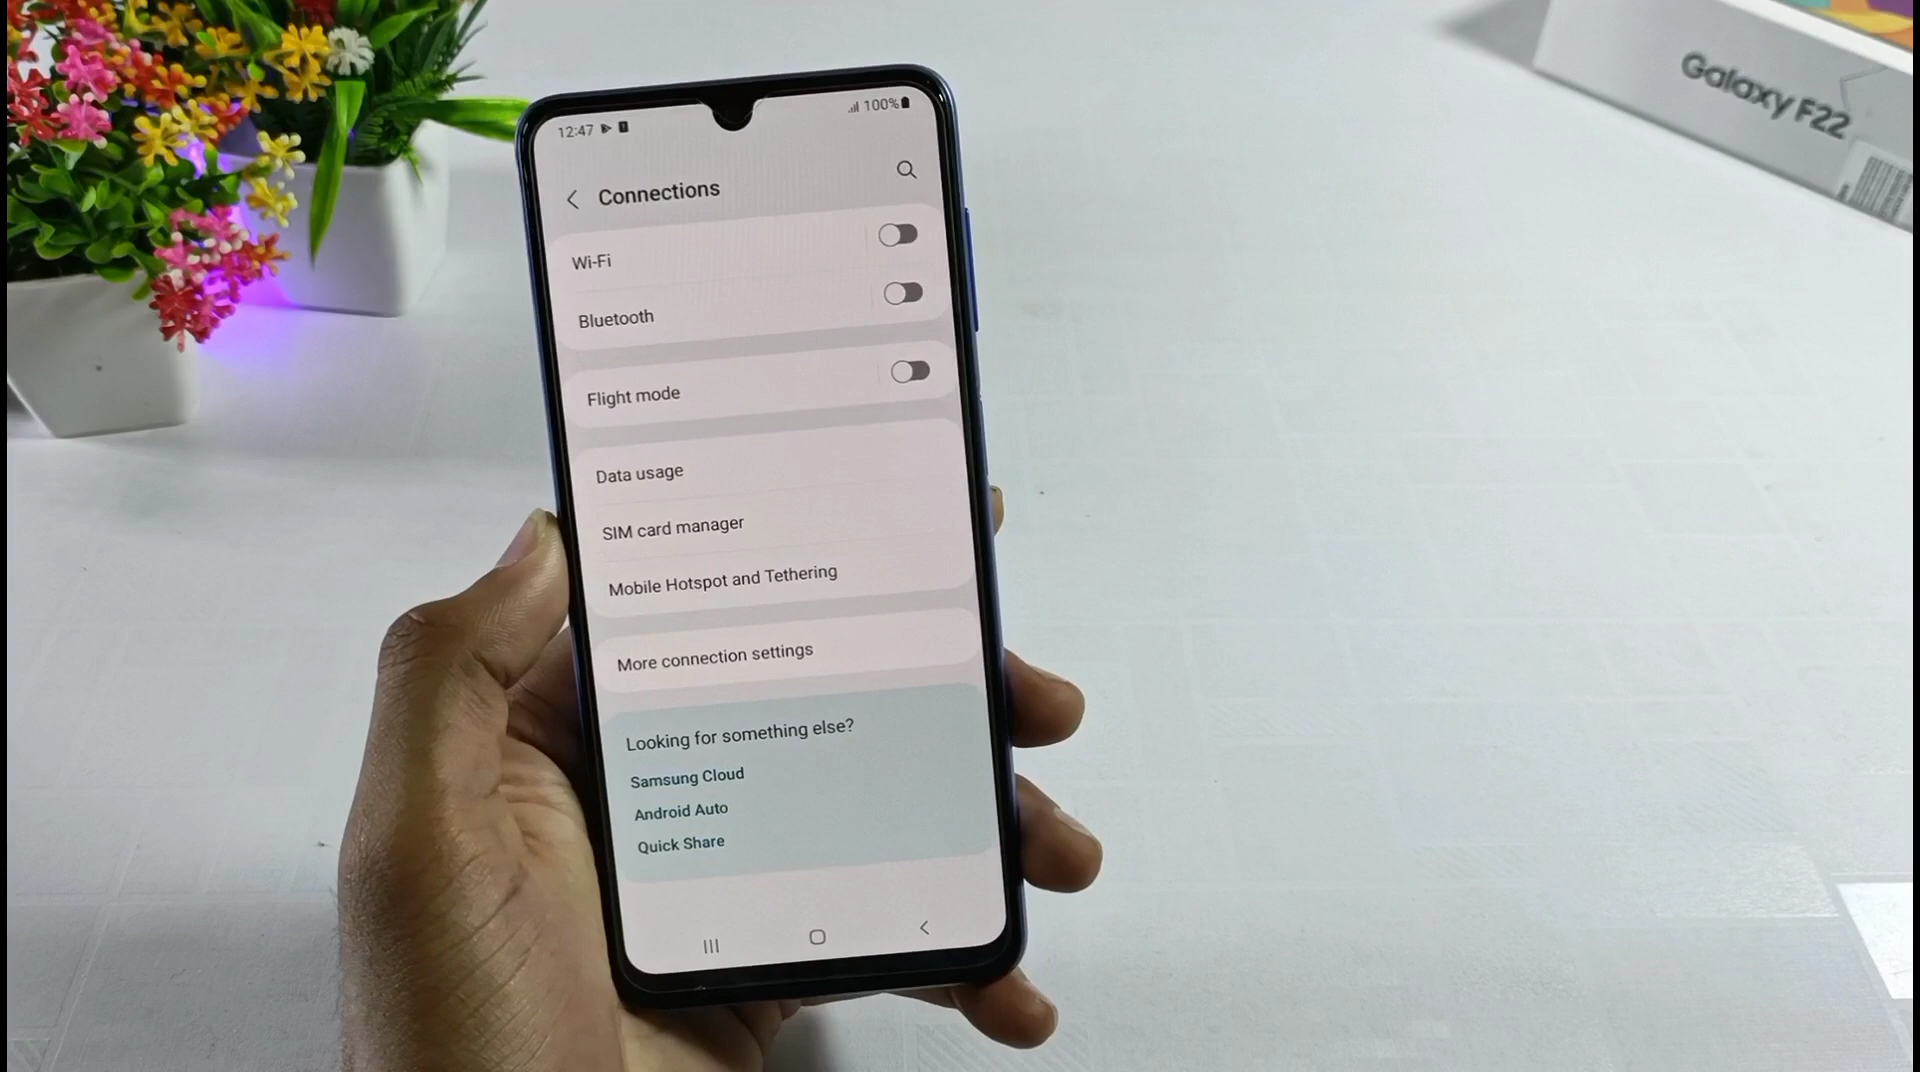 12:47
100%
Connections
Wi-Fi
Bluetooth
Flight mode
Data usage
SIM card manager
Mobile Hotspot and Tethering
More connection settings
Looking for something else?
Samsung Cloud
Android Auto
Quick Share
Galaxy F22